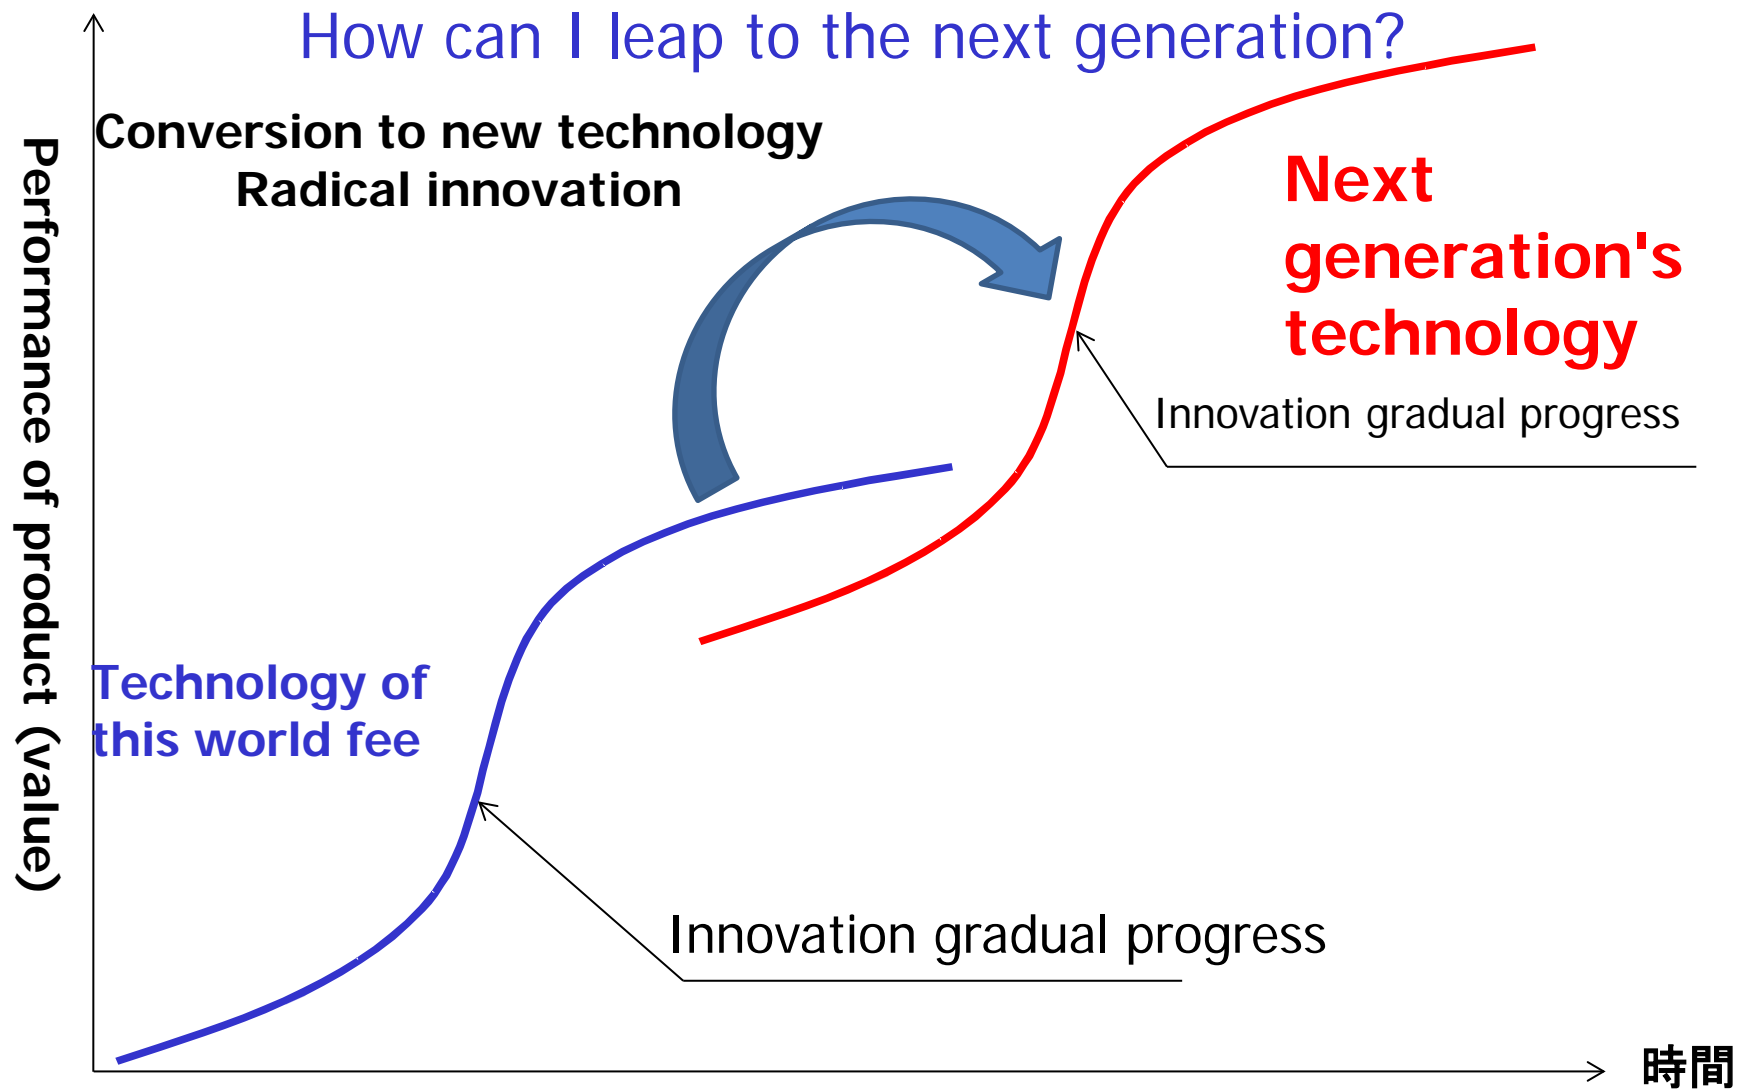 How can I leap to the next generation?
Conversion to new technology
Radical innovation
Performance of product (value)
Next
generation's
technology
Innovation gradual progress
Technology of
this world fee
Innovation gradual progress
時間